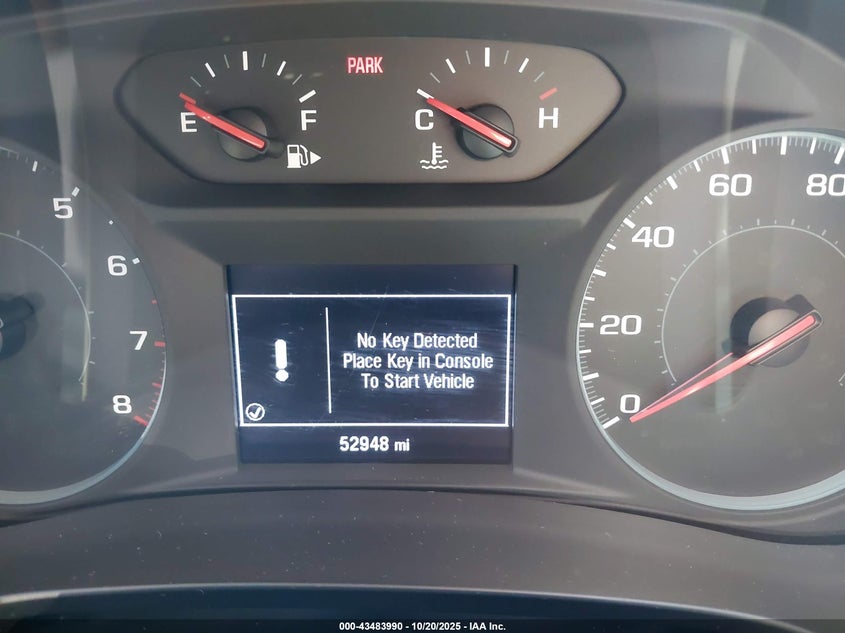 PARK
E F
C H
5
6
7
8
No Key Detected
Place Key in Console
To Start Vehicle
52948 mi
0
20
40
60
80
000-43483990 - 10/20/2025 - IAA Inc.